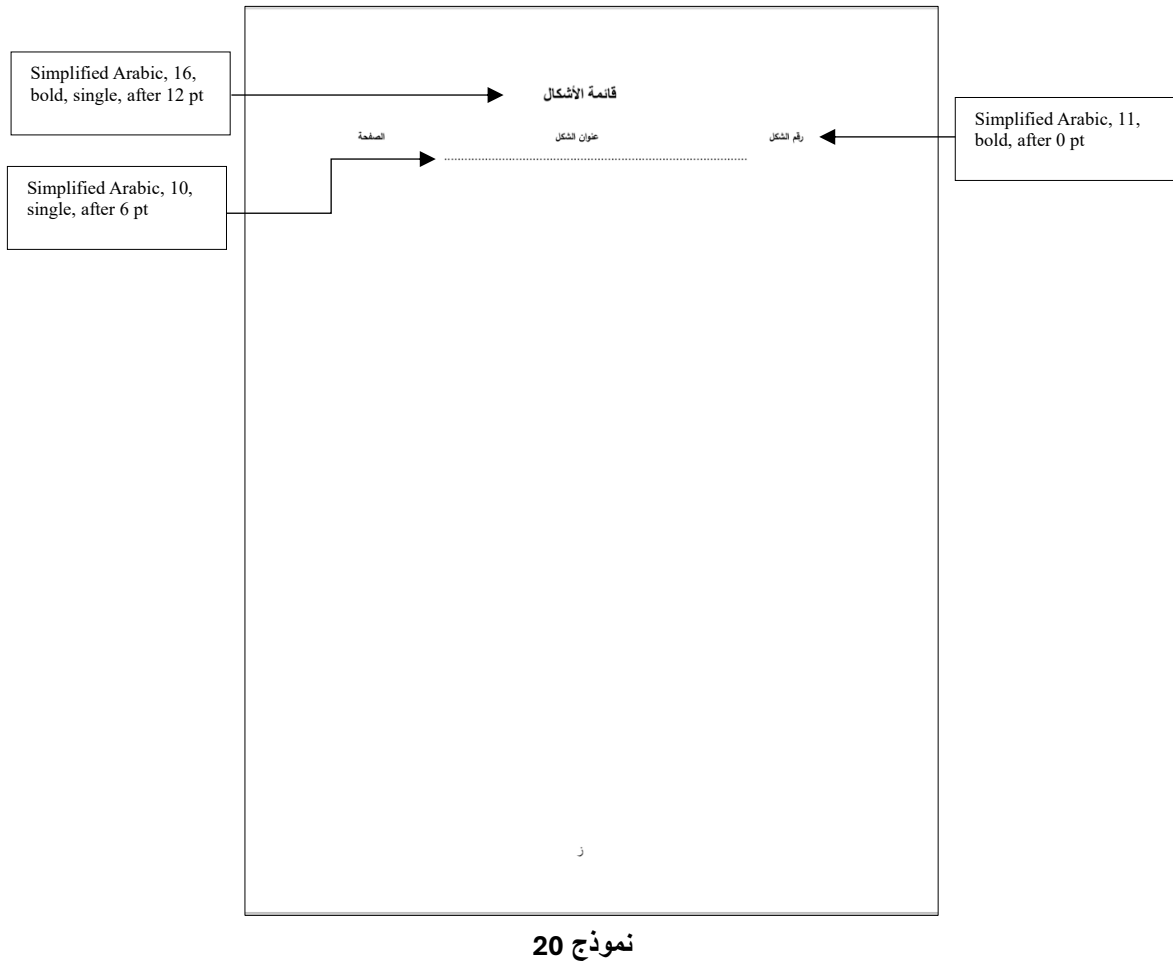 Simplified Arabic, 16,
bold, single, after 12 pt
قائمة الأشكال
Simplified Arabic, 11,
bold, after 0 pt
رقم الشكل عنوان الشكل الصفحة
................................................................................
Simplified Arabic, 10,
single, after 6 pt
ز
نموذج 20